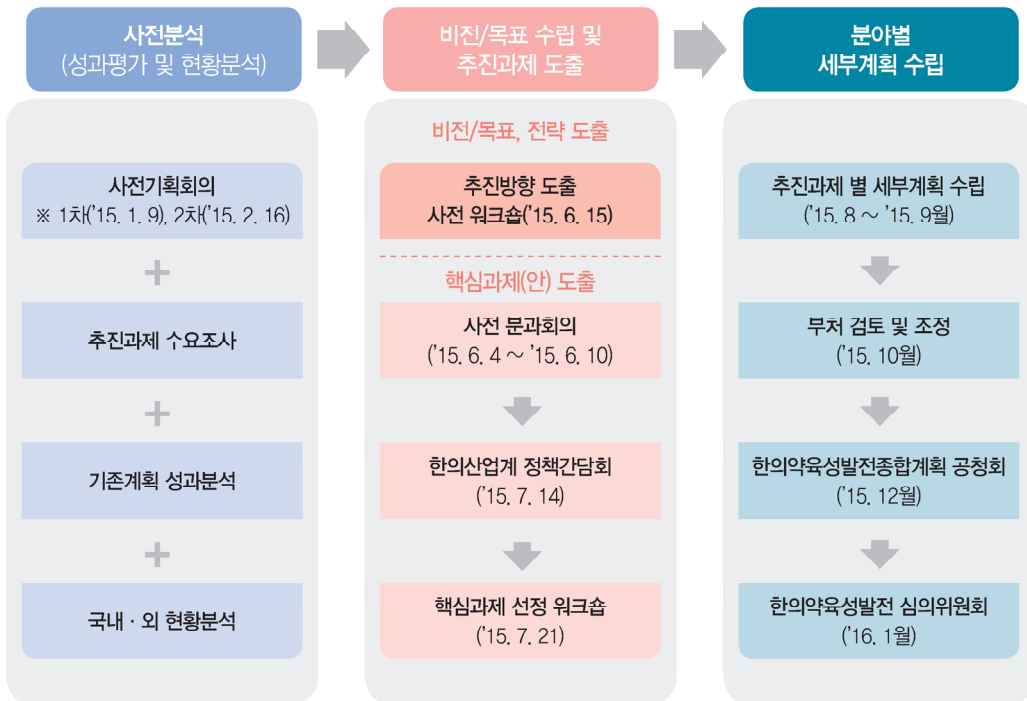 사전분석
(성과평가 및 현황분석)
사전기획회의
※ 1차('15. 1. 9), 2차('15. 2. 16)
+
추진과제 수요조사
+
기존계획 성과분석
+
국내 · 외 현황분석
비전/목표 수립 및
추진과제 도출
비전/목표, 전략 도출
추진방향 도출
사전 워크숍('15. 6. 15)
핵심과제(안) 도출
사전 분과회의
('15. 6. 4 ~ '15. 6. 10)
한의산업계 정책간담회
('15. 7. 14)
핵심과제 선정 워크숍
('15. 7. 21)
분야별
세부계획 수립
추진과제 별 세부계획 수립
('15. 8 ~ '15. 9월)
부처 검토 및 조정
('15. 10월)
한의약육성발전종합계획 공청회
('15. 12월)
한의약육성발전 심의위원회
('16. 1월)